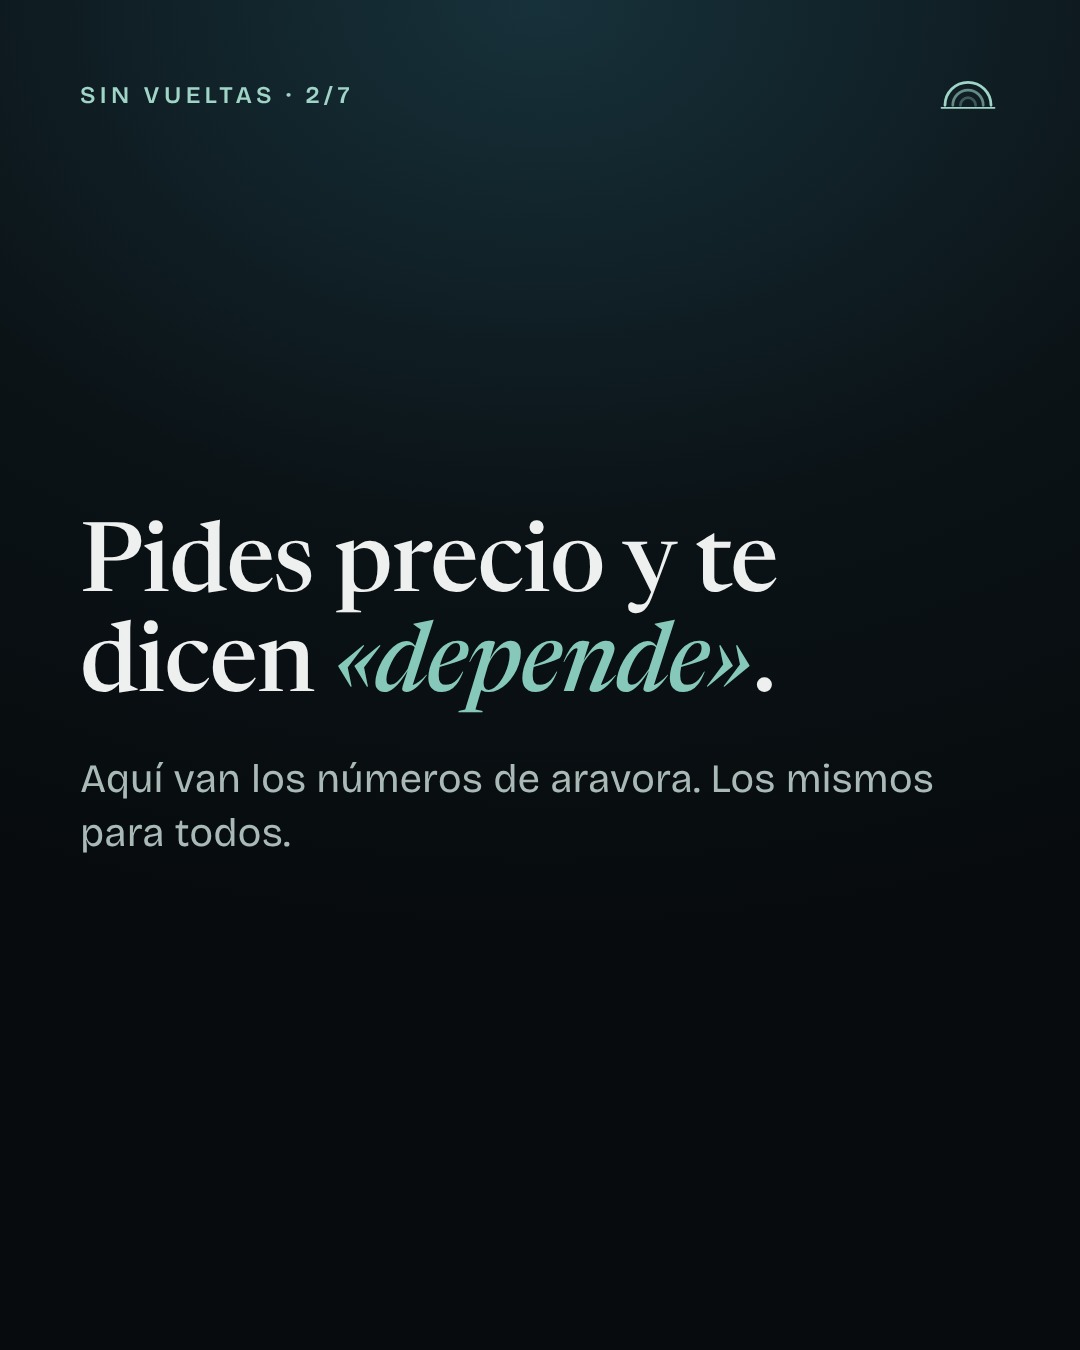 SIN VUELTAS · 2/7
Pides precio y te
dicen «depende».
Aquí van los números de aravora. Los mismos
para todos.